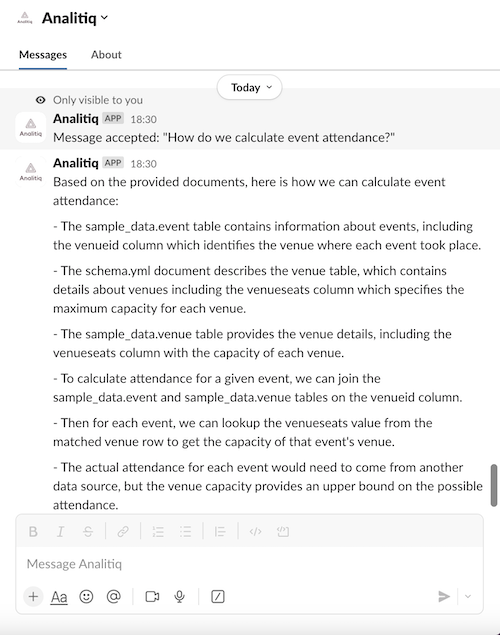 Analitiq
Messages About
Today
Only visible to you
Analitiq APP 18:30
Message accepted: "How do we calculate event attendance?"
Analitiq
Analitiq APP 18:30
Based on the provided documents, here is how we can calculate event
attendance:
- The sample_data.event table contains information about events, including
the venueid column which identifies the venue where each event took place.
- The schema.yml document describes the venue table, which contains
details about venues including the venueseats column which specifies the
maximum capacity for each venue.
- The sample_data.venue table provides the venue details, including the
venueseats column with the capacity of each venue.
- To calculate attendance for a given event, we can join the
sample_data.event and sample_data.venue tables on the venueid column.
- Then for each event, we can lookup the venueseats value from the
matched venue row to get the capacity of that event's venue.
- The actual attendance for each event would need to come from another
data source, but the venue capacity provides an upper bound on the possible
attendance.
B I S
Message Analitiq
Aa